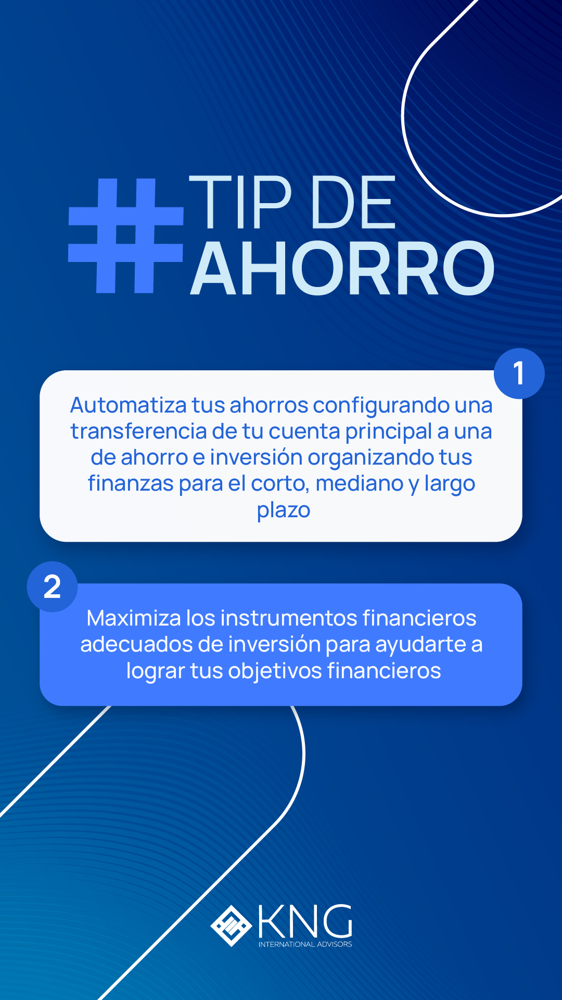 #TIP DE
AHORRO
1
Automatiza tus ahorros configurando una
transferencia de tu cuenta principal a una
de ahorro e inversión organizando tus
finanzas para el corto, mediano y largo
plazo
2
Maximiza los instrumentos financieros
adecuados de inversión para ayudarte a
lograr tus objetivos financieros
KNG
INTERNATIONAL ADVISORS